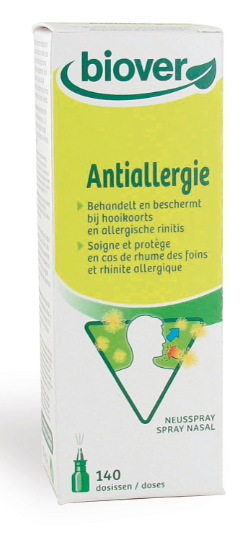 biover
Antiallergie
Behandelt en beschermt
bij hooikoorts
en allergische rinitis
Soigne et protège
en cas de rhume des foins
et rhinite allergique
NEUSSPRAY
SPRAY NASAL
140
dosissen / doses